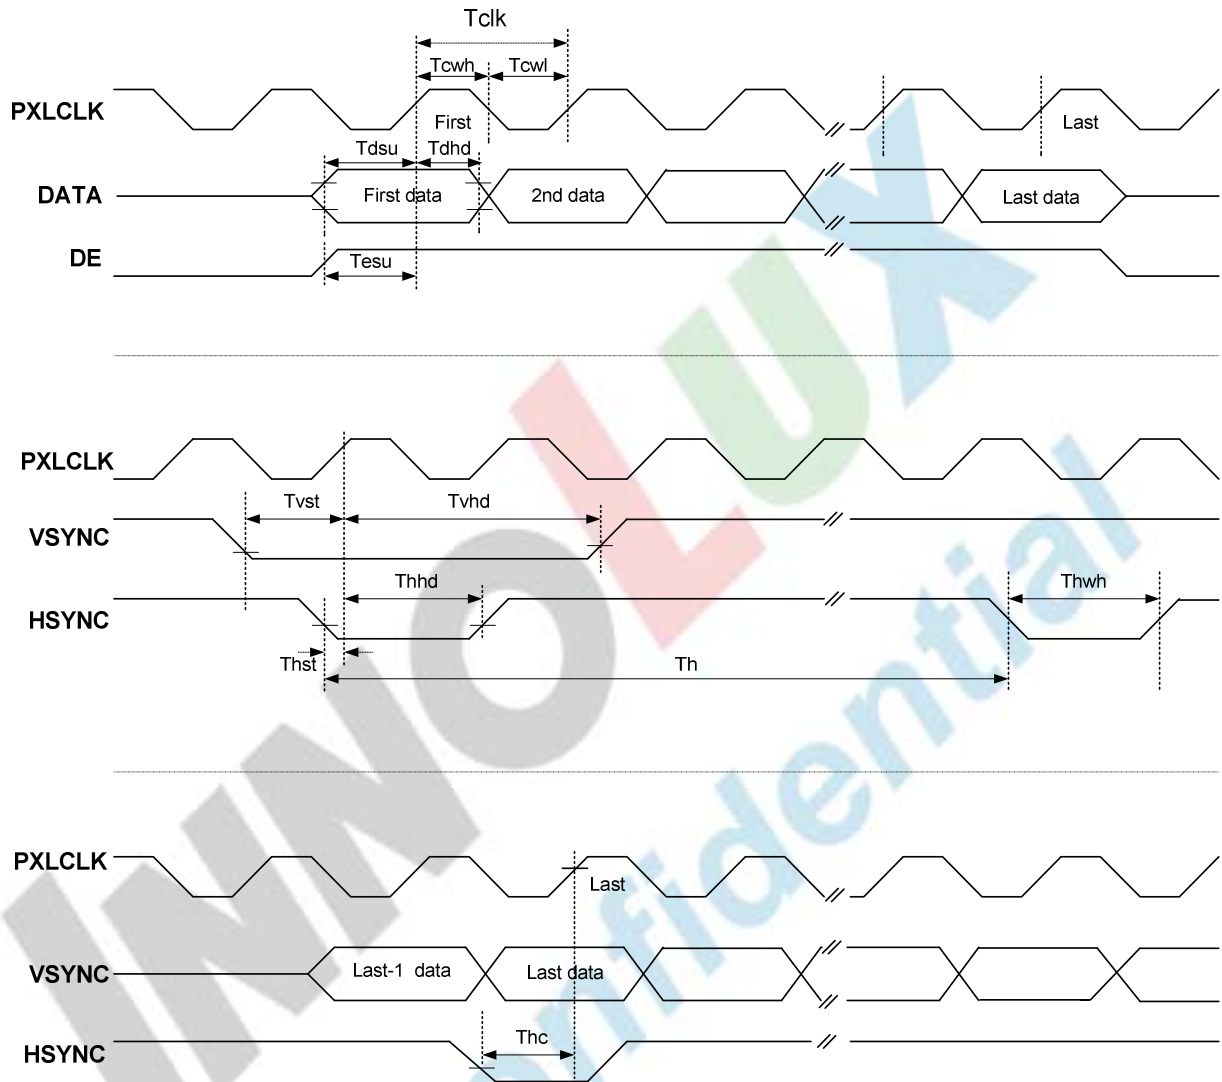 Tclk
Tcwh Tcwl
PXLCLK
First Last
Tdsu Tdhd
DATA First data 2nd data Last data
DE
Tesu
PXLCLK
Tvst Tvhd
VSYNC
Thhd Thwh
HSYNC
Thst Th
PXLCLK
Last
VSYNC Last-1 data Last data
Thc
HSYNC
INNOLUX
onfidential